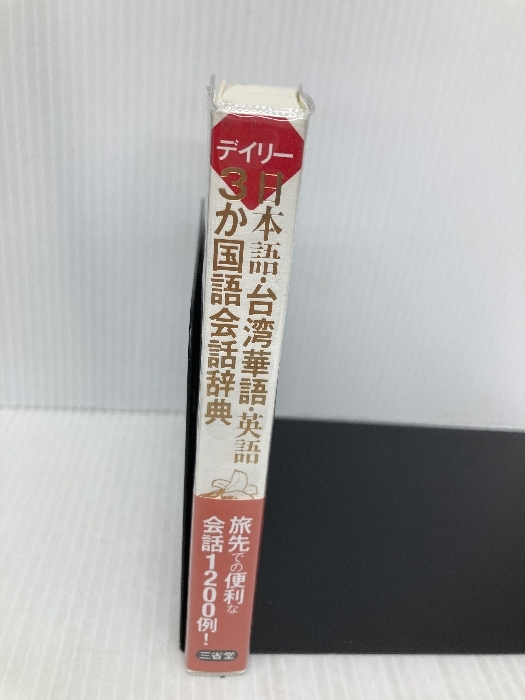 デイリー
日本語・台湾華語・英語
3か国語会話辞典
旅先での便利な
会話1200例!
三省堂